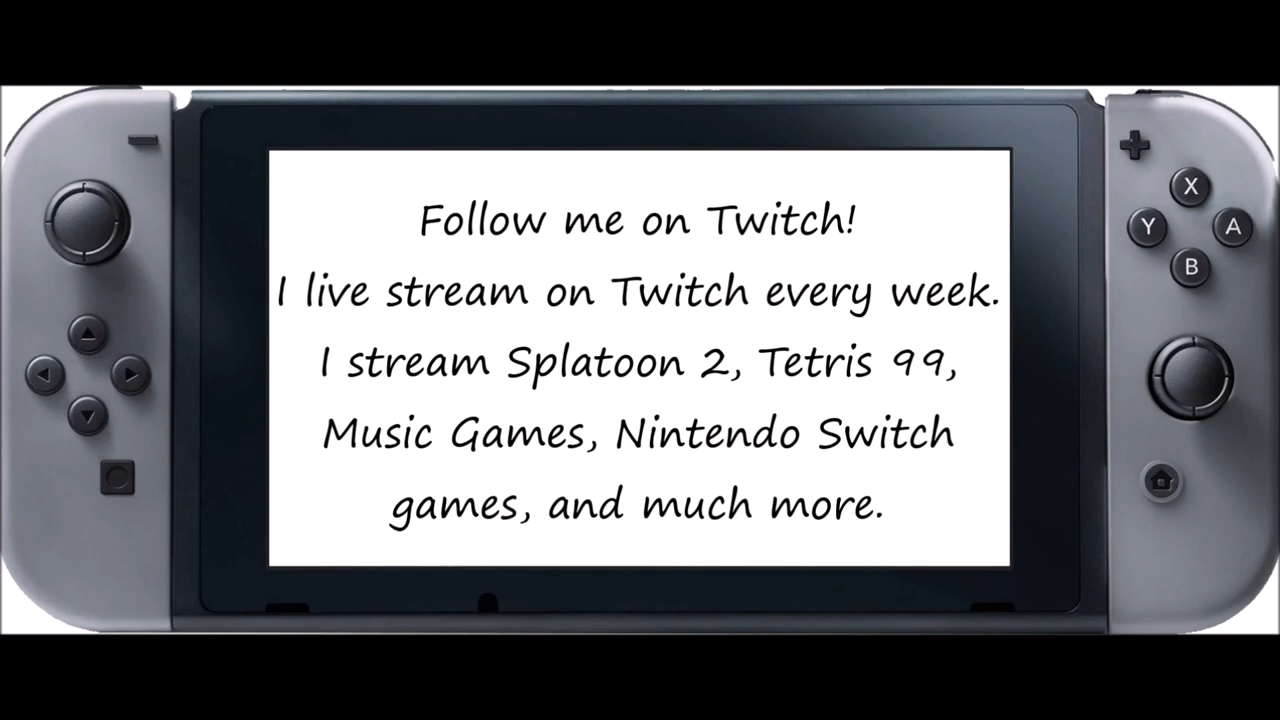 Follow me on Twitch!
I live stream on Twitch every week.
I stream Splatoon 2, Tetris 99,
Music Games, Nintendo Switch
games, and much more.
X
Y
A
B